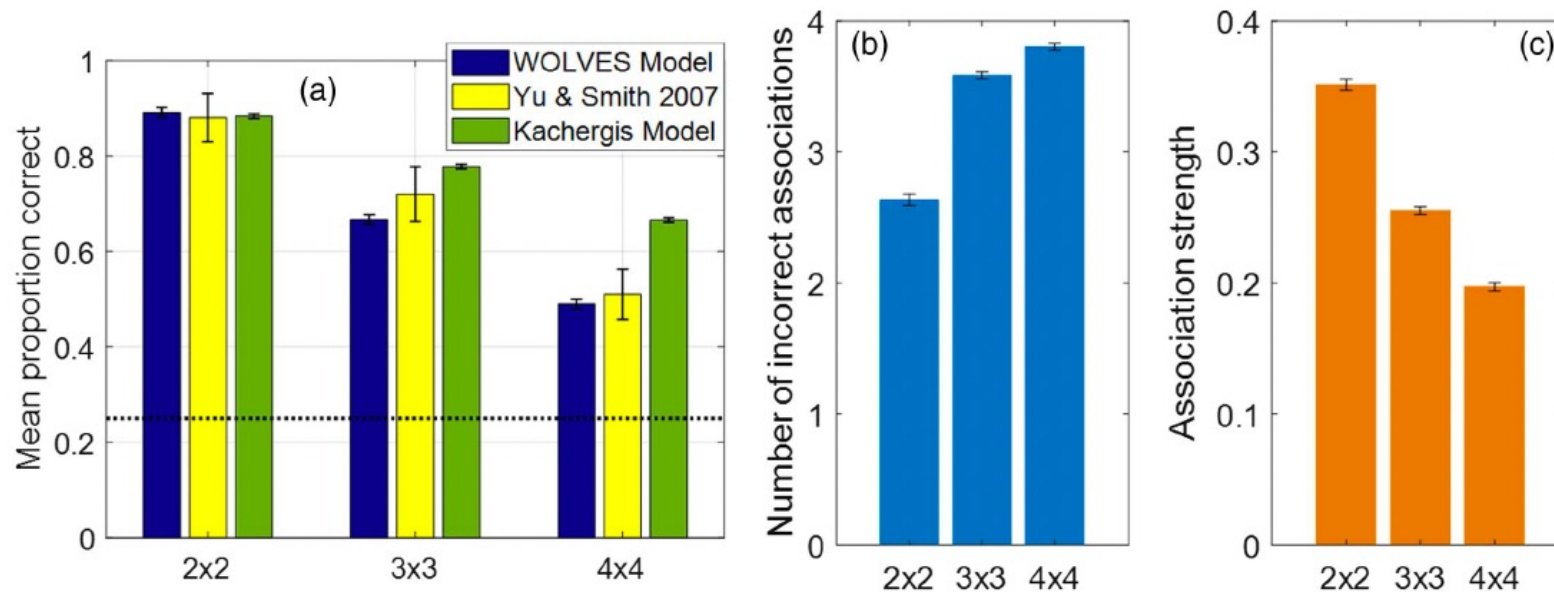 (a)
WOLVES Model
Yu & Smith 2007
Kachergis Model
Mean proportion correct
1
0.8
0.6
0.4
0.2
0
2x2
3x3
4x4
(b)
Number of incorrect associations
4
3
2
1
0
2x2 3x3 4x4
(c)
Association strength
0.4
0.3
0.2
0.1
0
2x2 3x3 4x4